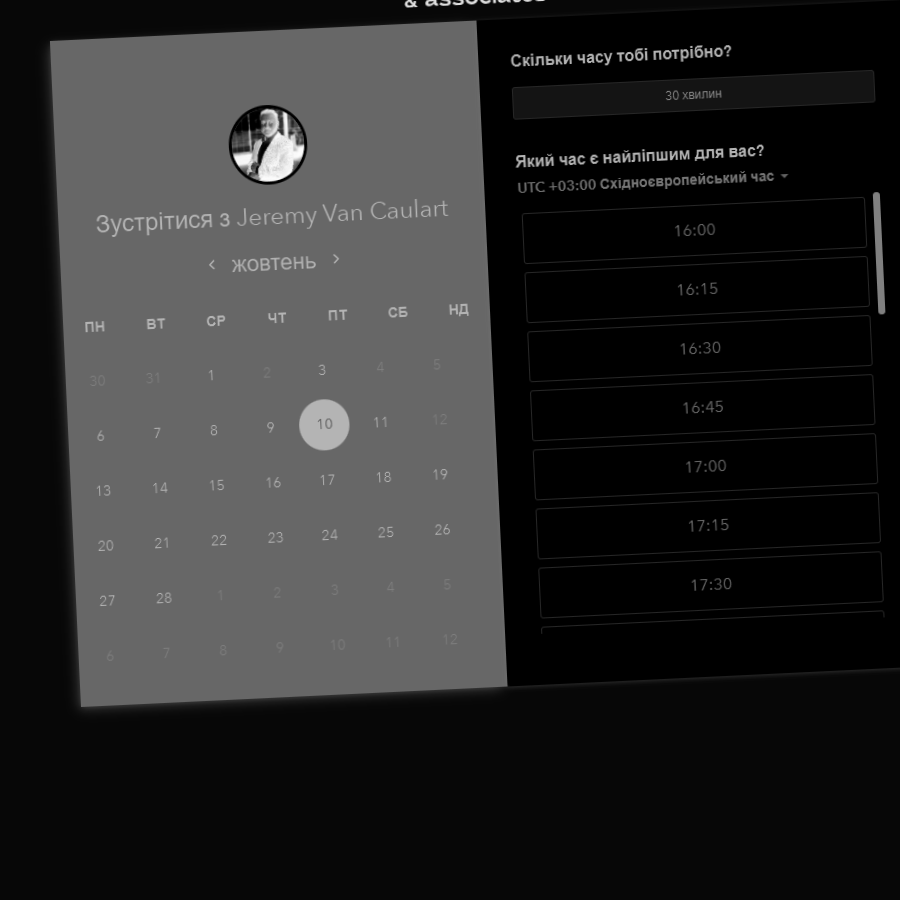 & associates
Зустрітися з Jeremy Van Caulart
жовтень
ПН ВТ СР ЧТ ПТ СБ НД
30 31 1 2 3 4 5
6 7 8 9 10 11 12
13 14 15 16 17 18 19
20 21 22 23 24 25 26
27 28 1 2 3 4 5
6 7 8 9 10 11 12
Скільки часу тобі потрібно?
30 хвилин
Який час є найліпшим для вас?
UTC +03:00 Східноєвропейський час
16:00
16:15
16:30
16:45
17:00
17:15
17:30